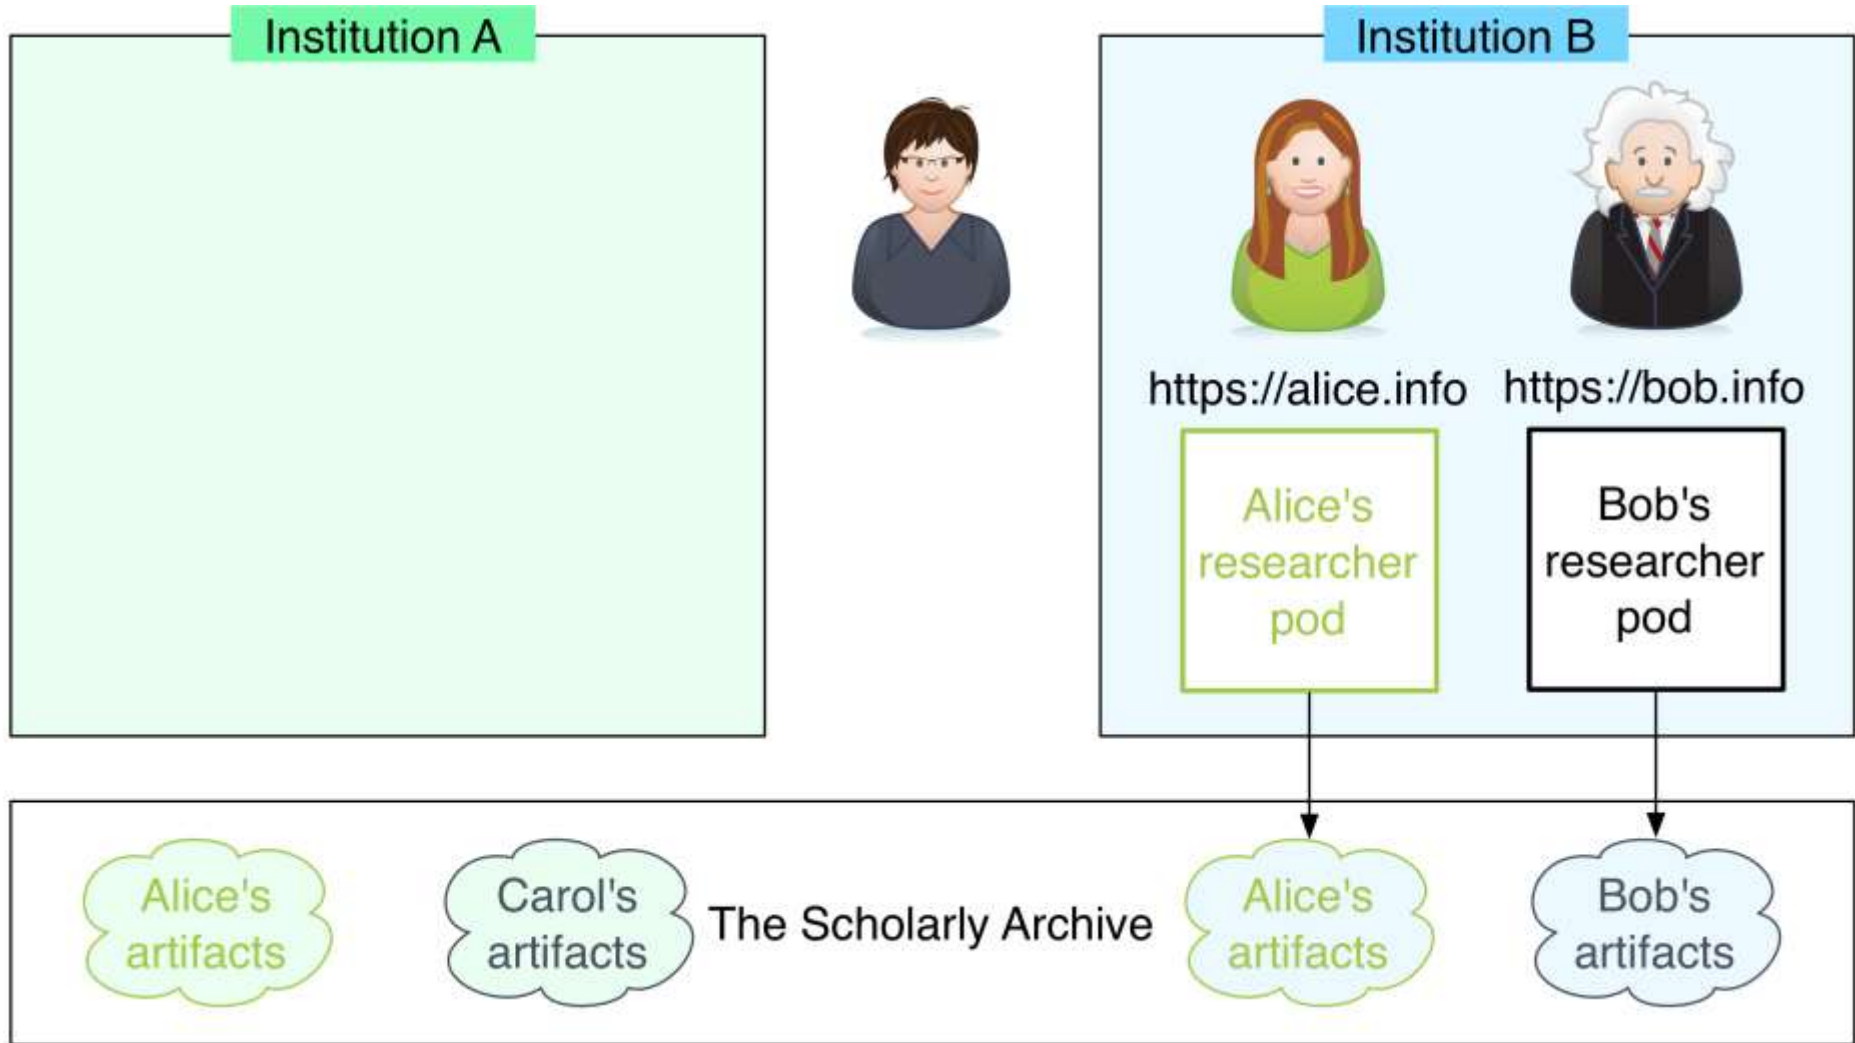 Institution A
Institution B
https://alice.info
https://bob.info
Alice's
researcher
pod
Bob's
researcher
pod
Alice's
artifacts
Carol's
artifacts
The Scholarly Archive
Alice's
artifacts
Bob's
artifacts